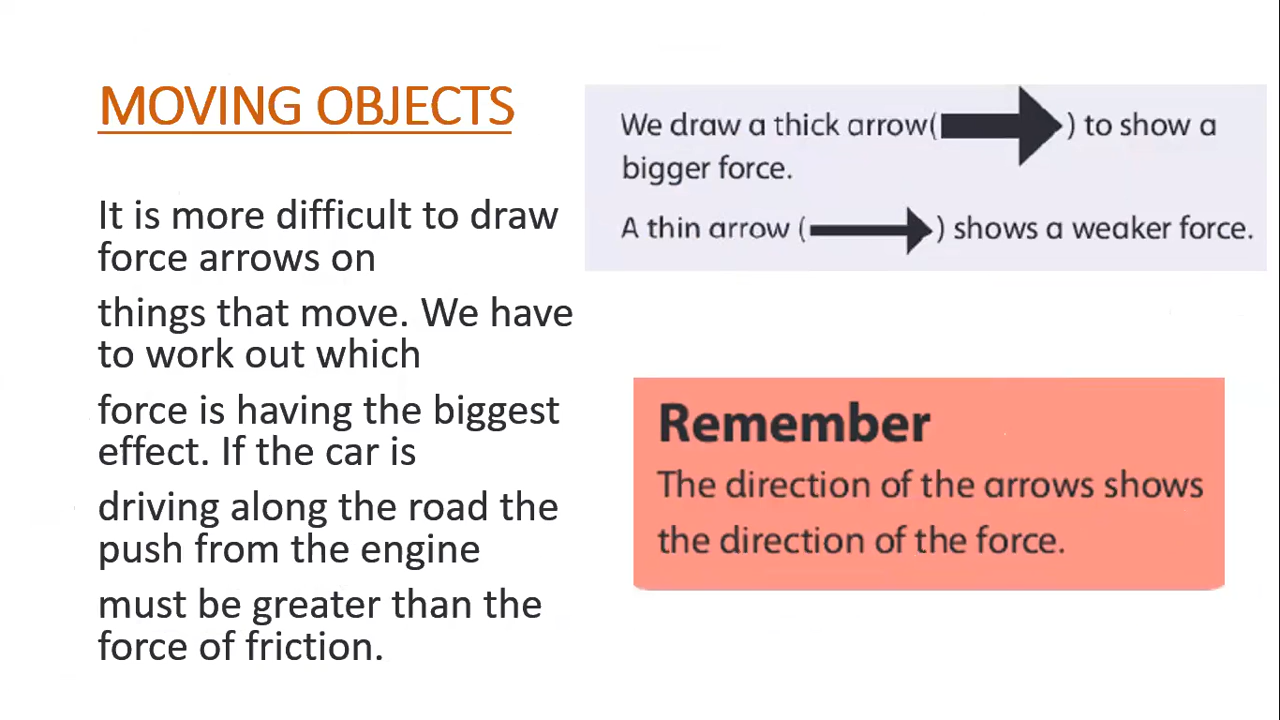 MOVING OBJECTS
It is more difficult to draw
force arrows on
things that move. We have
to work out which
force is having the biggest
effect. If the car is
driving along the road the
push from the engine
must be greater than the
force of friction.
We draw a thick arrow( ) to show a
bigger force.
A thin arrow ( ) shows a weaker force.
Remember
The direction of the arrows shows
the direction of the force.